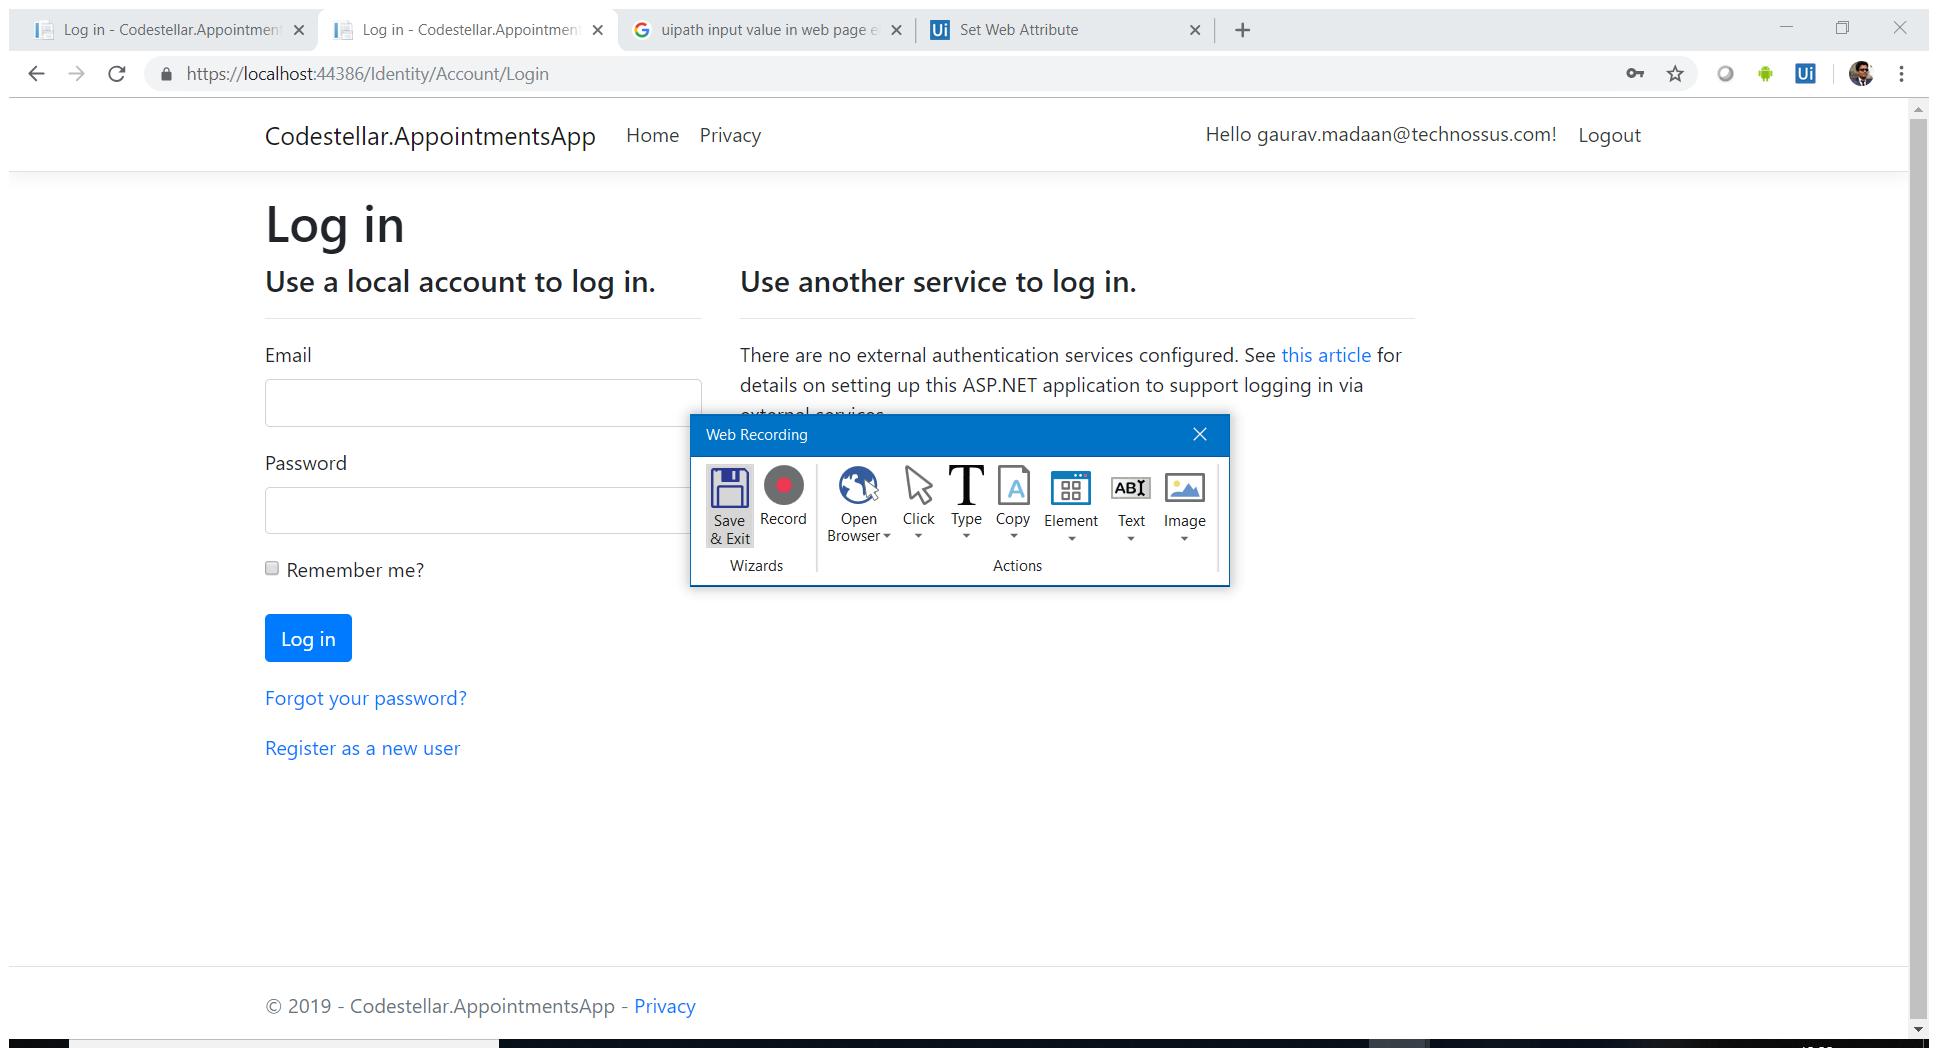 Log in - Codestellar.Appointment
Log in - Codestellar.Appointment
uipath input value in web page e
Ui Set Web Attribute
https://localhost:44386/Identity/Account/Login
Ui
Codestellar.AppointmentsApp Home Privacy
Hello gaurav.madaan@technossus.com! Logout
Log in
Use a local account to log in.
Email
Password
Remember me?
Log in
Forgot your password?
Register as a new user
Use another service to log in.
There are no external authentication services configured. See this article for
details on setting up this ASP.NET application to support logging in via
external services
Web Recording
Save
& Exit
Record
Wizards
Open
Browser
Click
Type
Copy
Element
Text
Image
Actions
© 2019 - Codestellar.AppointmentsApp - Privacy